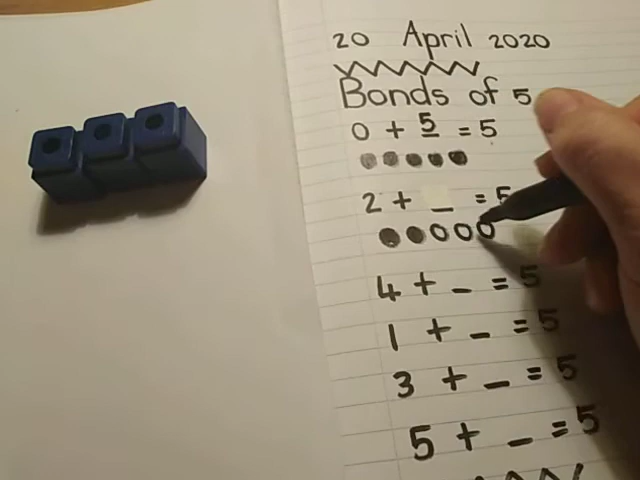 20 April 2020
Bonds of 5
0 + 5 = 5
2 + _ = 5
4 + _ = 5
1 + _ = 5
3 + _ = 5
5 + _ = 5